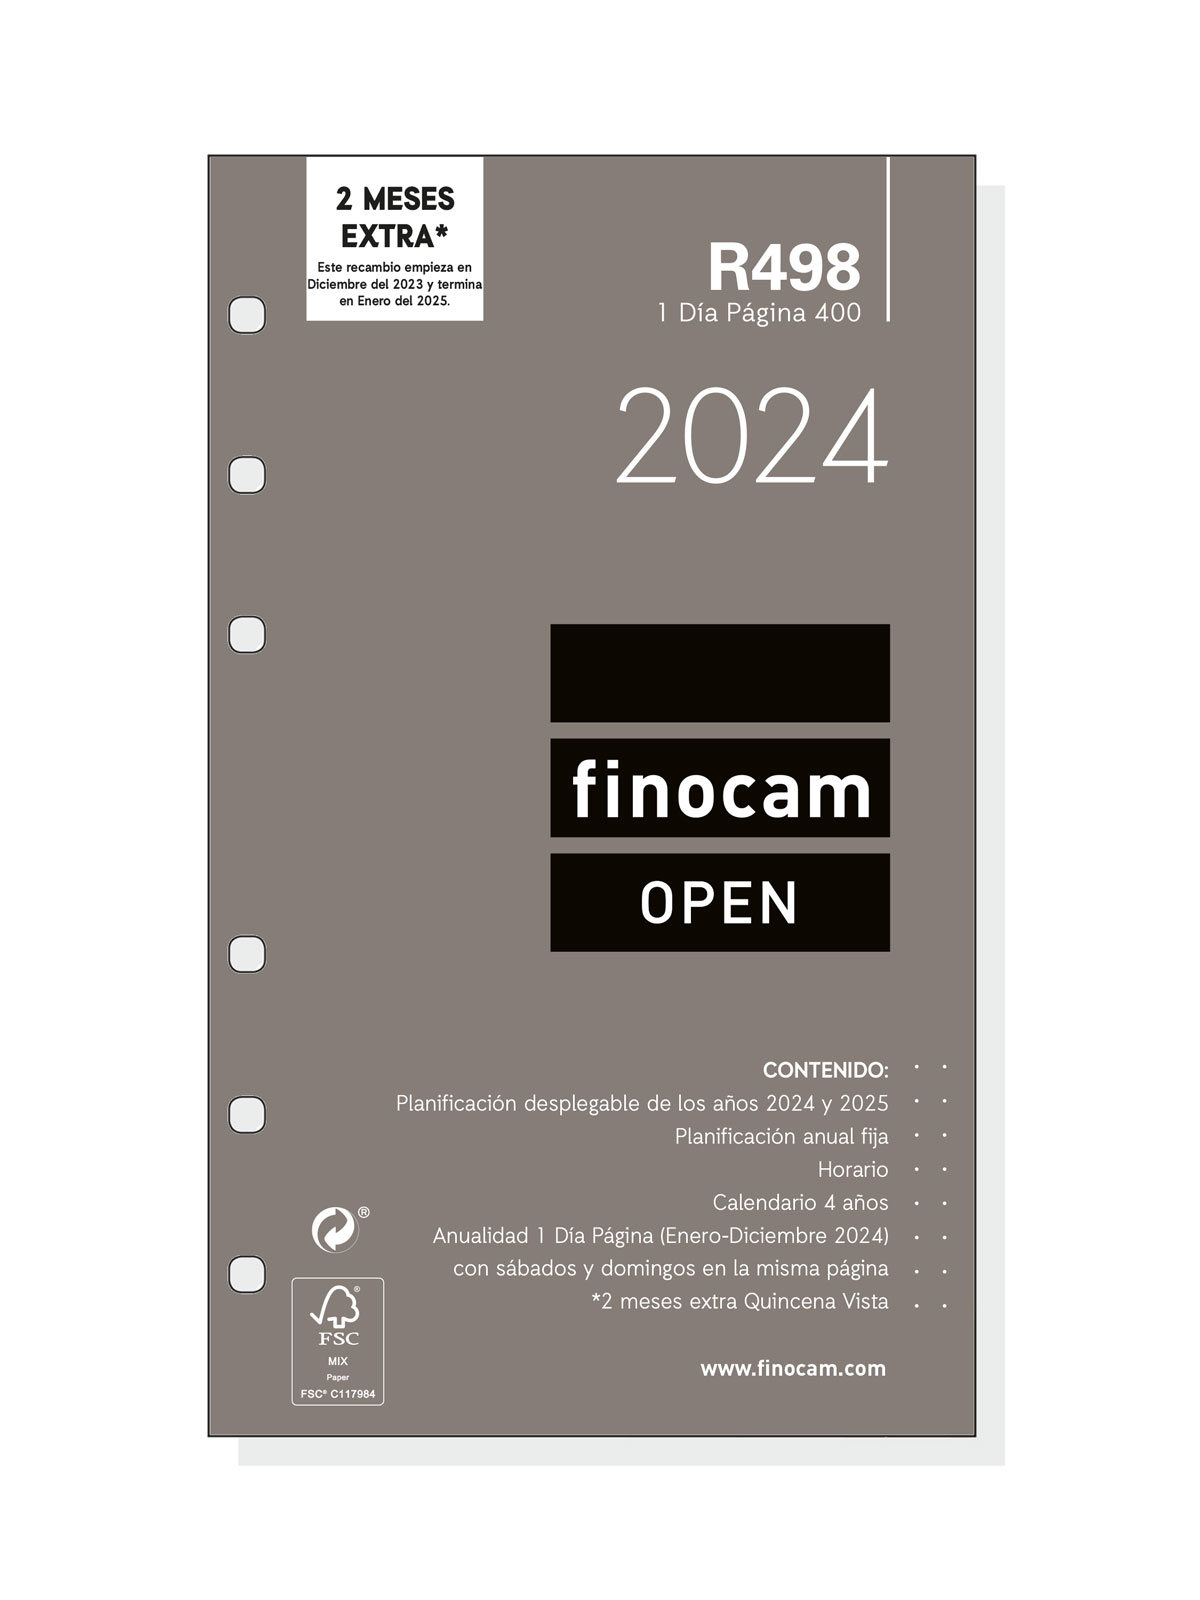 2 MESES
EXTRA*
Este recambio empieza en
Diciembre del 2023 y termina
en Enero del 2025.
R498
1 Día Página 400
2024
finocam
OPEN
CONTENIDO:
Planificación desplegable de los años 2024 y 2025
Planificación anual fija
Horario
Calendario 4 años
Anualidad 1 Día Página (Enero-Diciembre 2024)
con sábados y domingos en la misma página
*2 meses extra Quincena Vista
www.finocam.com
®
®
FSC
MIX
Paper
FSC® C117984